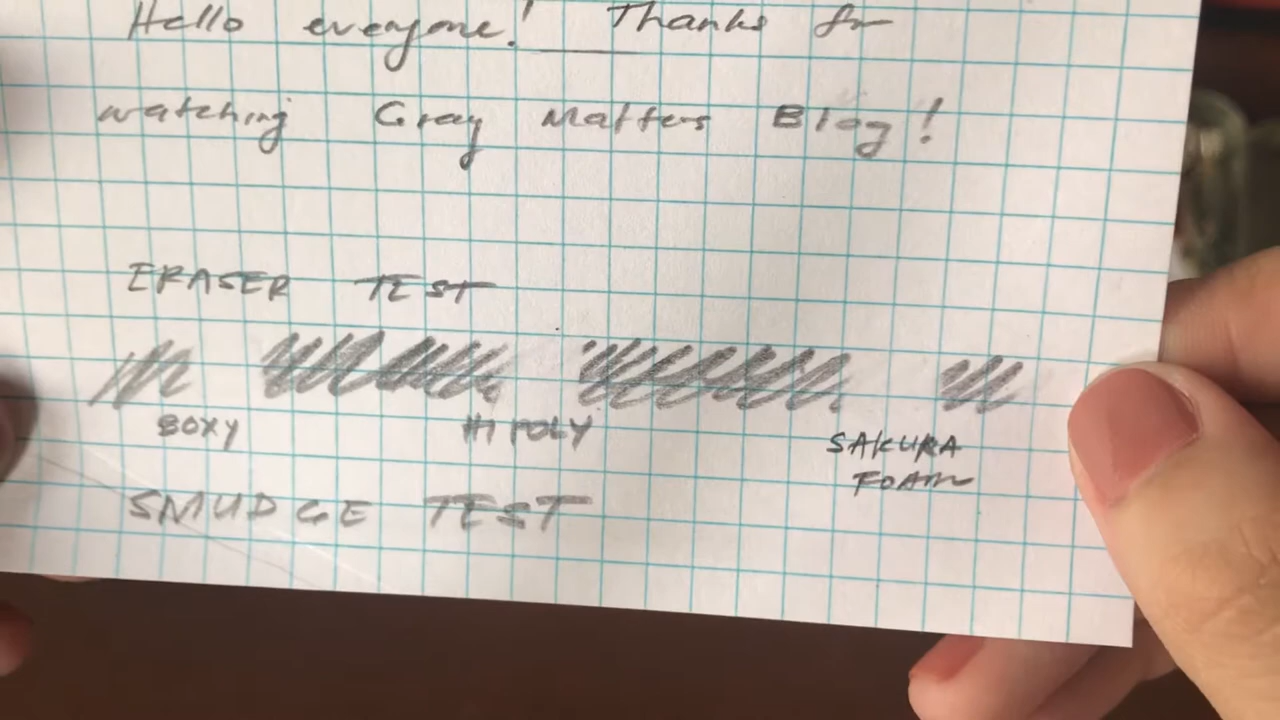 Hello everyone! Thanks for
watching Gray Matters Blog!
ERASER TEST
BOXY HI POLY SAKURA
FOAM
SMUDGE TEST